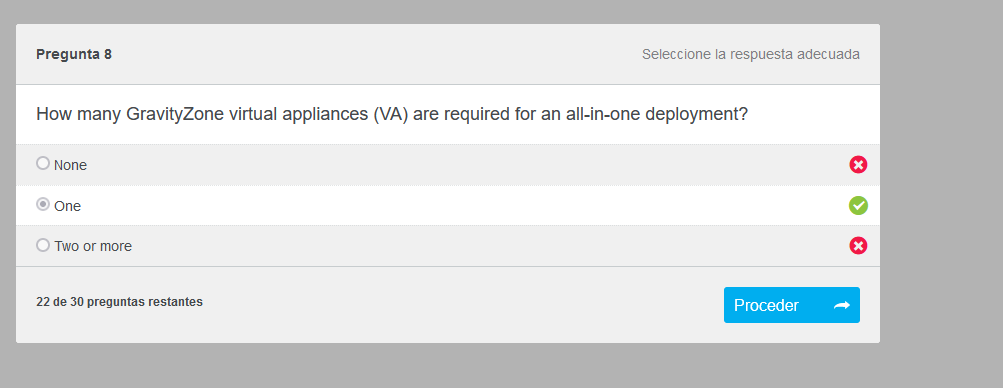 Pregunta 8
Seleccione la respuesta adecuada
How many GravityZone virtual appliances (VA) are required for an all-in-one deployment?
None
One
Two or more
22 de 30 preguntas restantes
Proceder